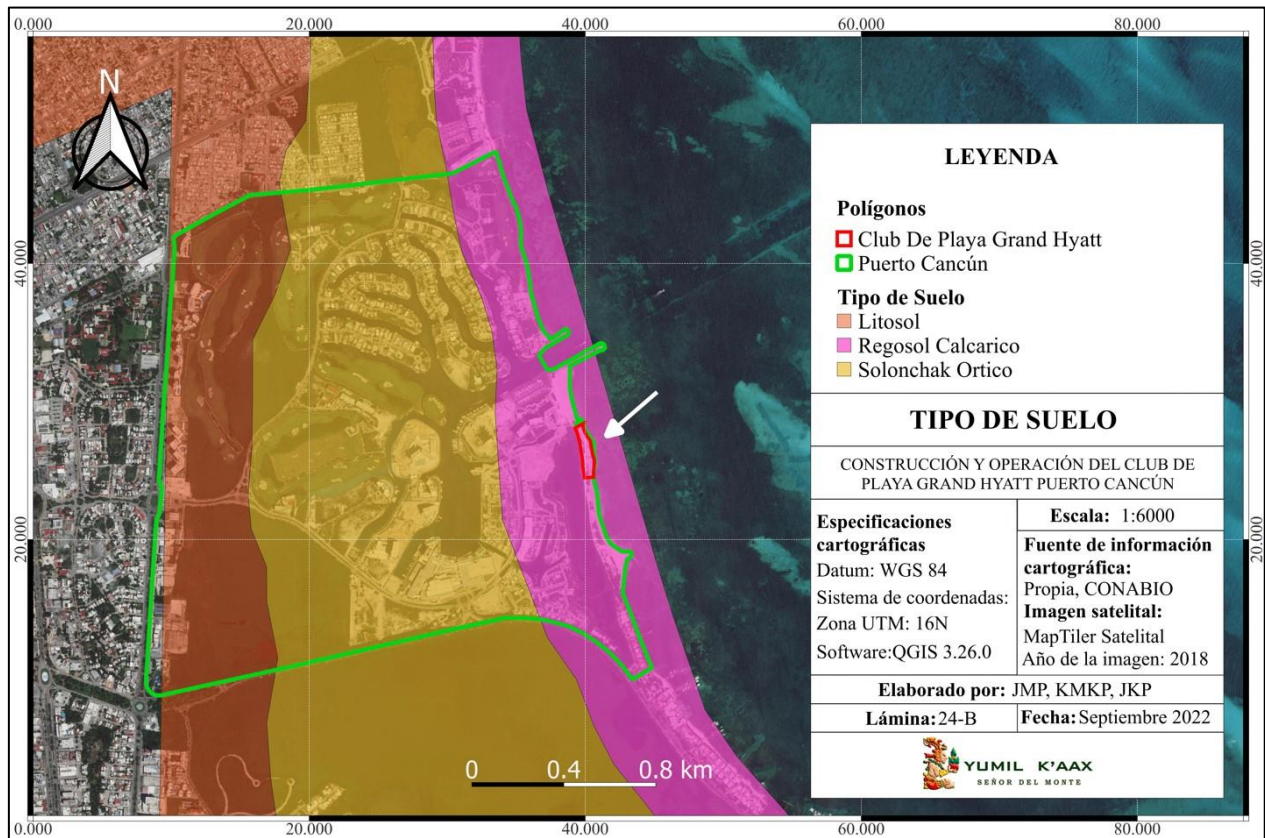 0.000 20.000 40.000 60.000 80.000
N
40.000 40.000
20.000 20.000
0 0.4 0.8 km
0.000 20.000 40.000 60.000 80.000
LEYENDA
Polígonos
Club De Playa Grand Hyatt
Puerto Cancún
Tipo de Suelo
Litosol
Regosol Calcarico
Solonchak Ortico
TIPO DE SUELO
CONSTRUCCIÓN Y OPERACIÓN DEL CLUB DE
PLAYA GRAND HYATT PUERTO CANCÚN
Especificaciones
cartográficas
Datum: WGS 84
Sistema de coordenadas:
Zona UTM: 16N
Software:QGIS 3.26.0
Escala: 1:6000
Fuente de información
cartográfica:
Propia, CONABIO
Imagen satelital:
MapTiler Satelital
Año de la imagen: 2018
Elaborado por: JMP, KMKP, JKP
Lámina:24-B
Fecha:Septiembre 2022
YUMIL K'AAX
SEÑOR DEL MONTE